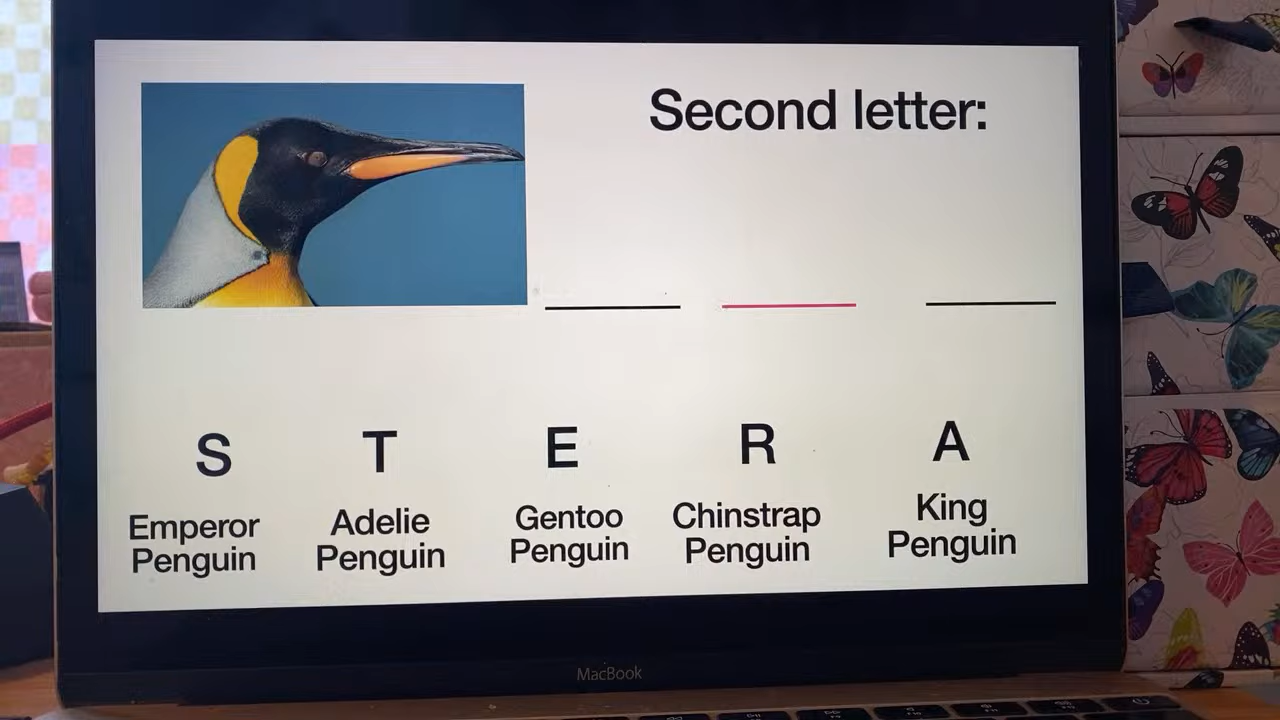 Second letter:
S T E R A
Emperor Penguin
Adelie Penguin
Gentoo Penguin
Chinstrap Penguin
King Penguin
MacBook